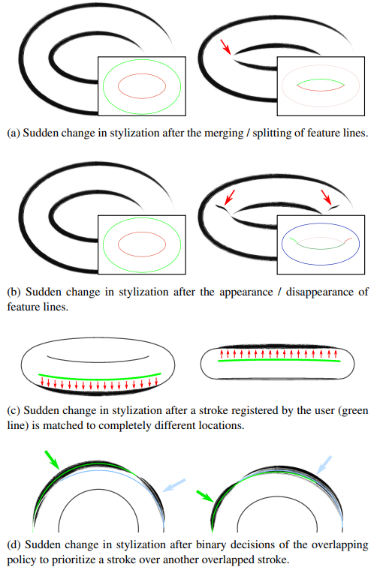 (a) Sudden change in stylization after the merging / splitting of feature lines.
(b) Sudden change in stylization after the appearance / disappearance of
feature lines.
(c) Sudden change in stylization after a stroke registered by the user (green
line) is matched to completely different locations.
(d) Sudden change in stylization after binary decisions of the overlapping
policy to prioritize a stroke over another overlapped stroke.